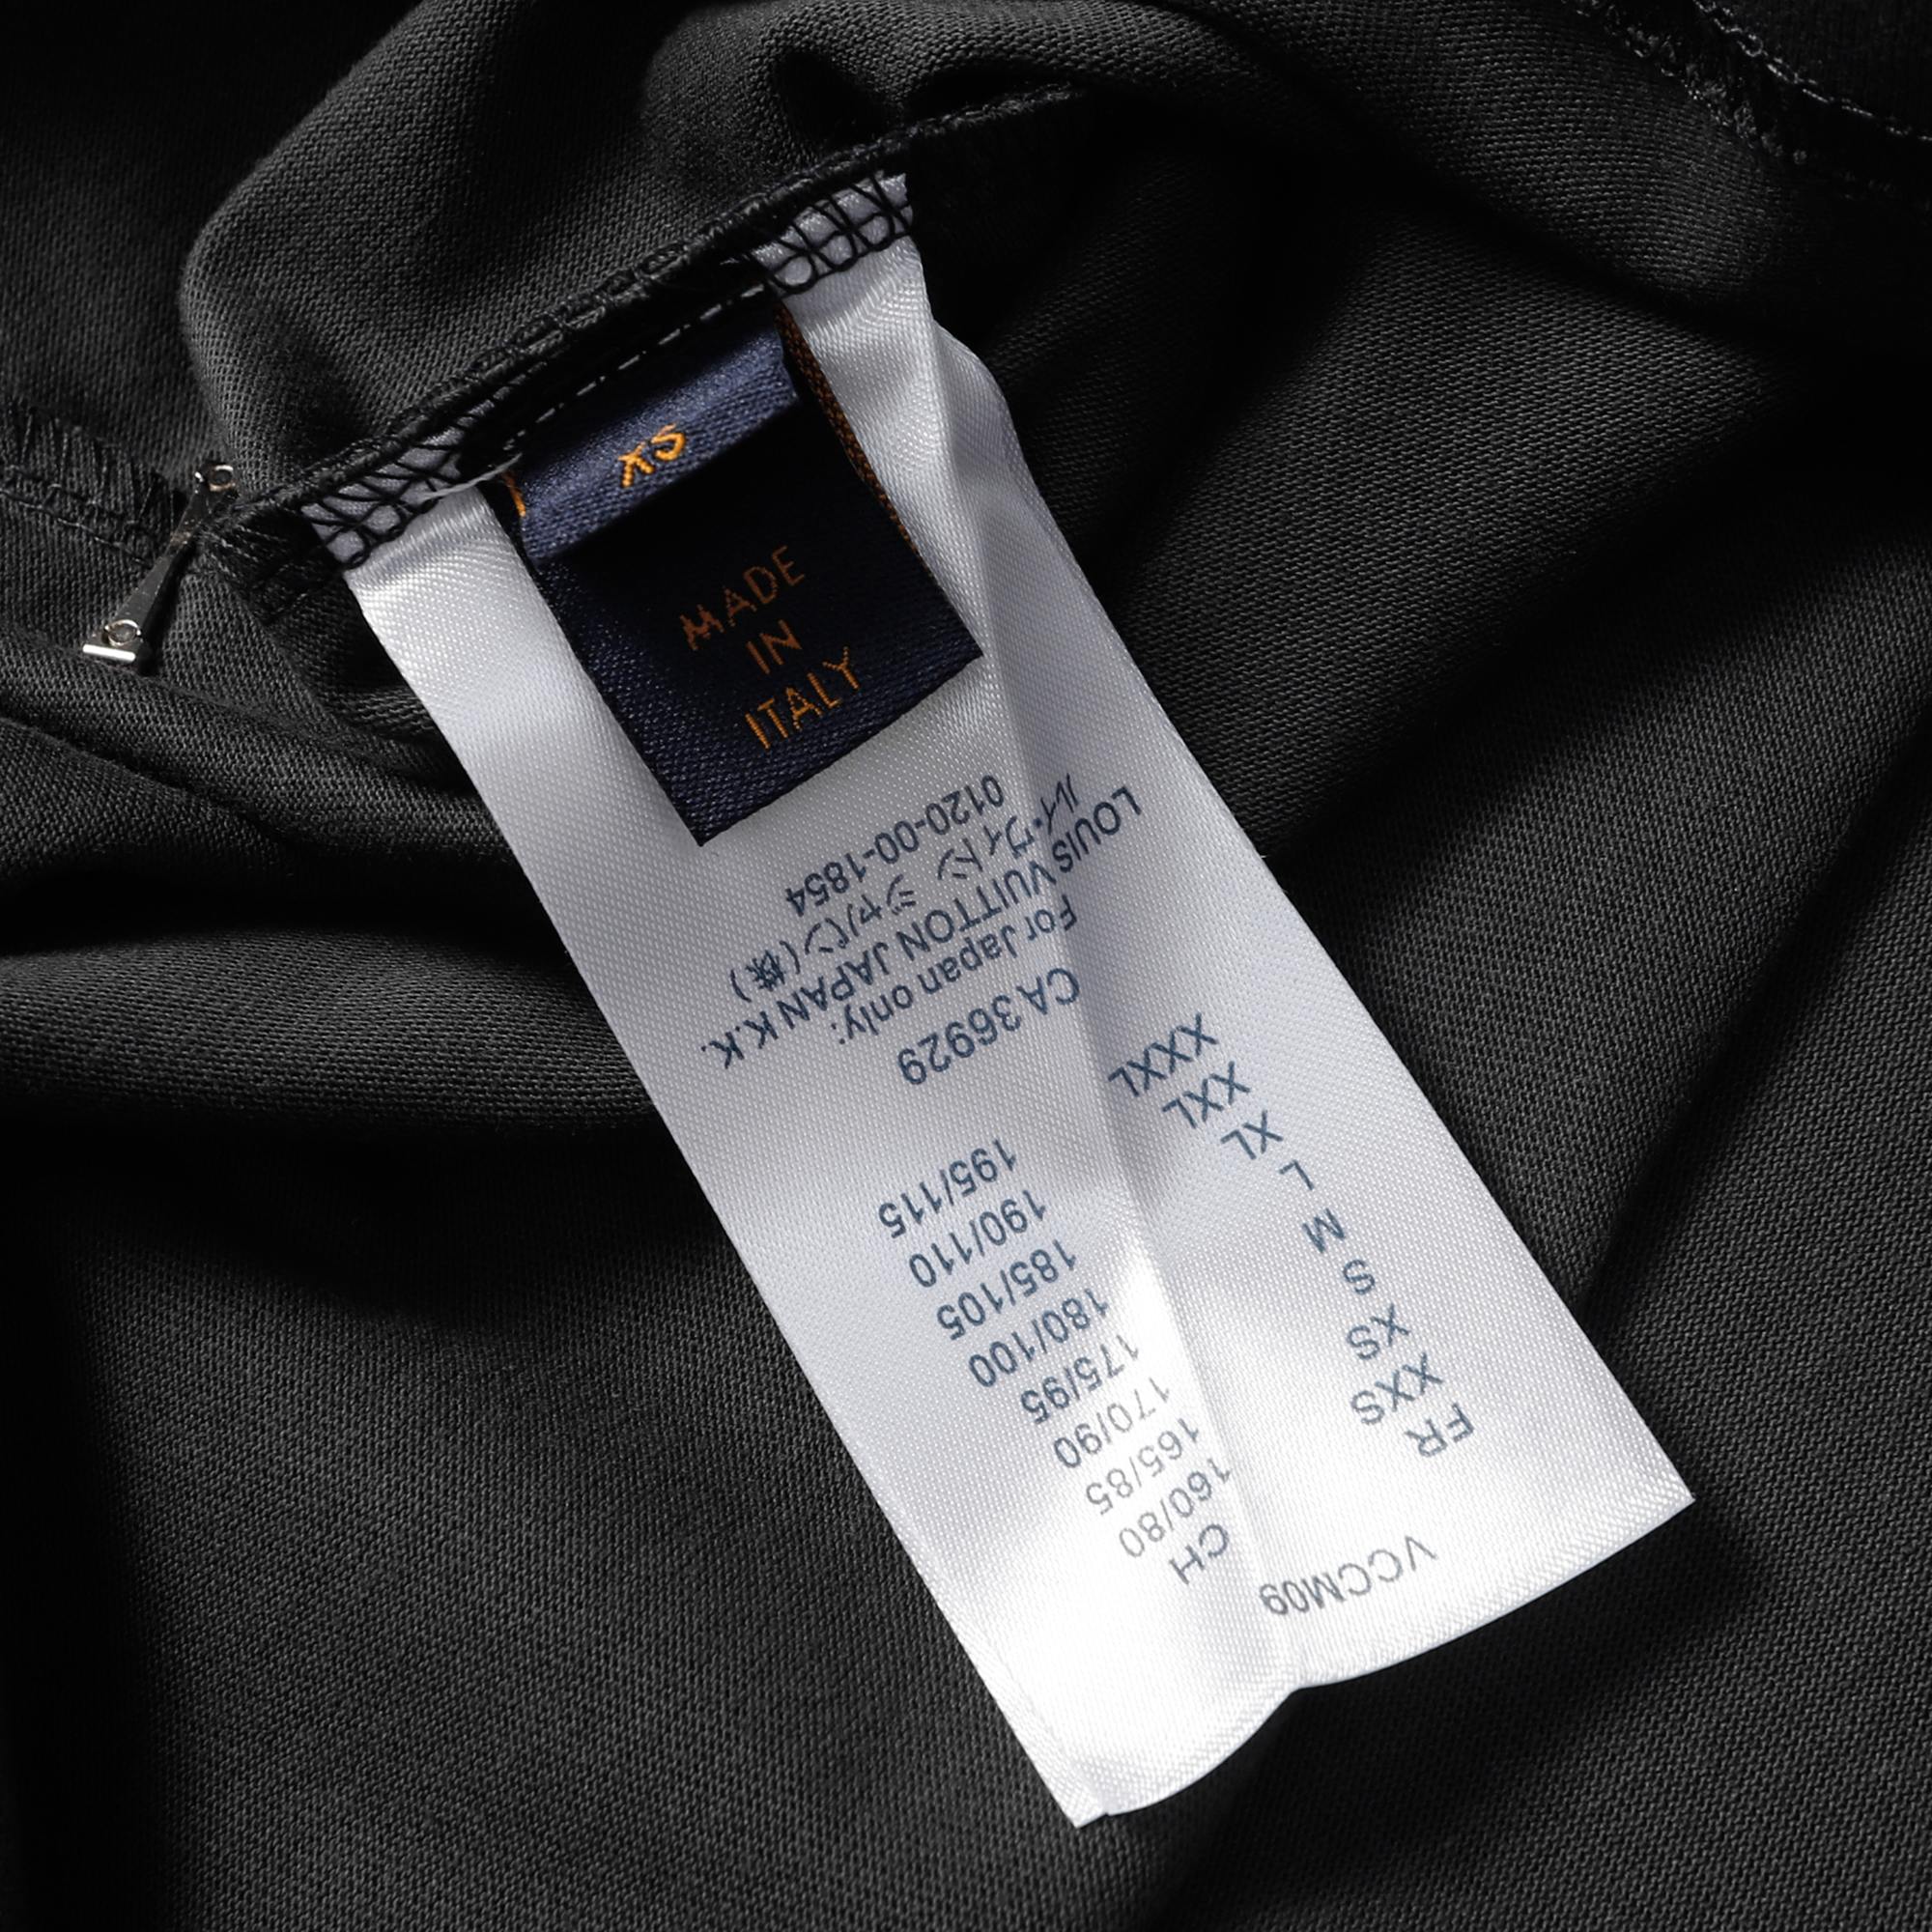 XS
MADE
IN
ITALY
VCCM09
FR CH
XXS 160/80
XS 165/85
S 170/90
M 175/95
L 180/100
XL 185/105
XXL 190/110
XXXL 195/115
CA 36929
For Japan only:
LOUIS VUITTON JAPAN K.K.
ルイ・ヴィトン ジャパン(株)
0120-00-1854